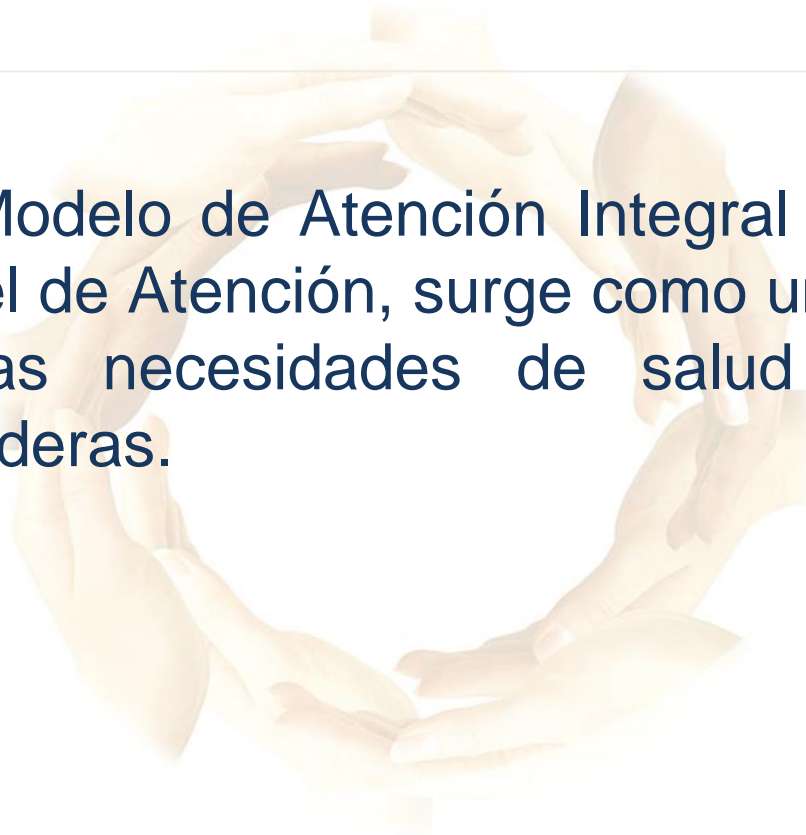 Modelo de Atención Integral
el de Atención, surge como un
as necesidades de salud
deras.